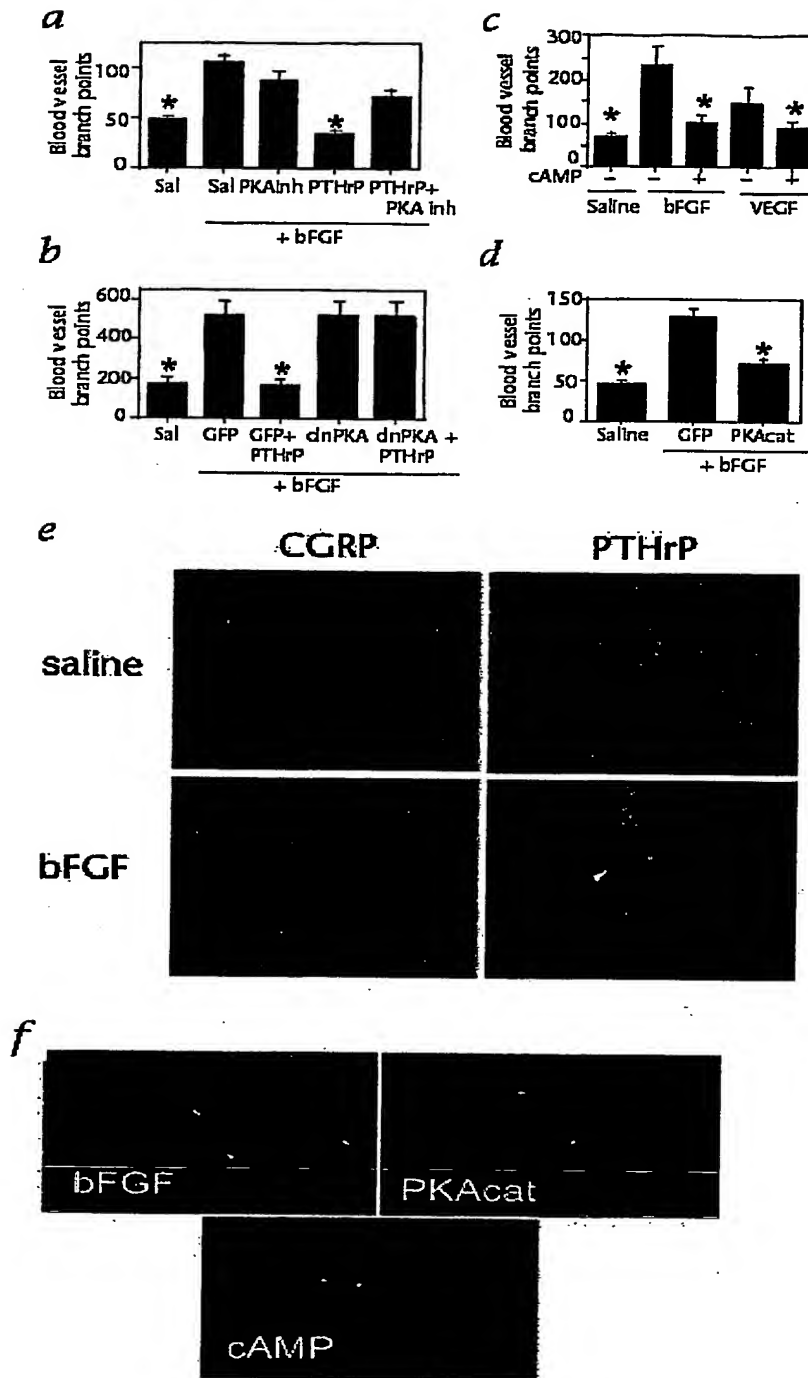 a
Blood vessel
branch points
100
50
0
*
*
Sal
Sal PKAinh PTHrP PTHrP+
PKA inh
+ bFGF
b
Blood vessel
branch points
600
400
200
0
*
*
Sal
GFP GFP+ dnPKA dnPKA +
PTHrP PTHrP
+ bFGF
c
Blood vessel
branch points
300
200
100
0
*
*
*
cAMP − − + − +
Saline bFGF VEGF
d
Blood vessel
branch points
150
100
50
0
*
*
Saline GFP PKAcat
+ bFGF
e
CGRP PTHrP
saline
bFGF
f
bFGF PKAcat
cAMP